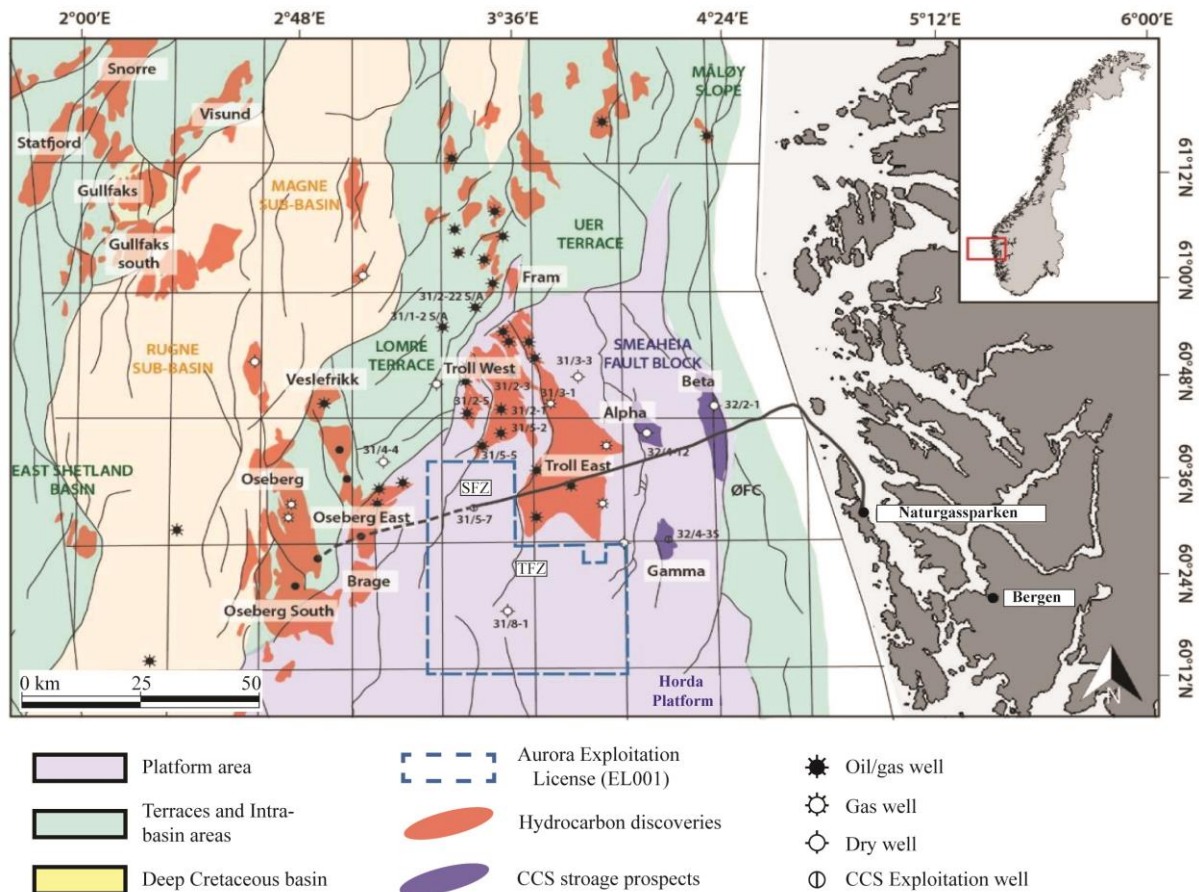 2°00'E 2°48'E 3°36'E 4°24'E 5°12'E 6°00'E
Snorre
MÅLØY
SLOPE
Visund
Statfjord
61°12'N
Gullfaks
MAGNE
SUB-BASIN
UER
TERRACE
Gullfaks
south
61°00'N
Fram
31/2-22 S/A
31/1-2 S/A
SMEAHEIA
FAULT BLOCK
RUGNE
SUB-BASIN
LOMRE
TERRACE
Troll West
31/3-3
60°48'N
Veslefrikk
31/2-3
31/3-1
Beta
31/2-5
31/2-1
32/2-1
Alpha
31/5-2
31/4-4
31/5-5
32/4-12
EAST SHETLAND
BASIN
Troll East
60°36'N
Oseberg
SFZ
ØFC
Oseberg East
31/5-7
Naturgassparken
32/4-35
TFZ
Brage
Gamma
60°24'N
Oseberg South
Bergen
31/8-1
0 km 25 50
Horda
Platform
60°12'N
N
Platform area
Aurora Exploitation
License (EL001)
Oil/gas well
Terraces and Intra-
basin areas
Hydrocarbon discoveries
Gas well
Dry well
Deep Cretaceous basin
CCS stroage prospects
CCS Exploitation well